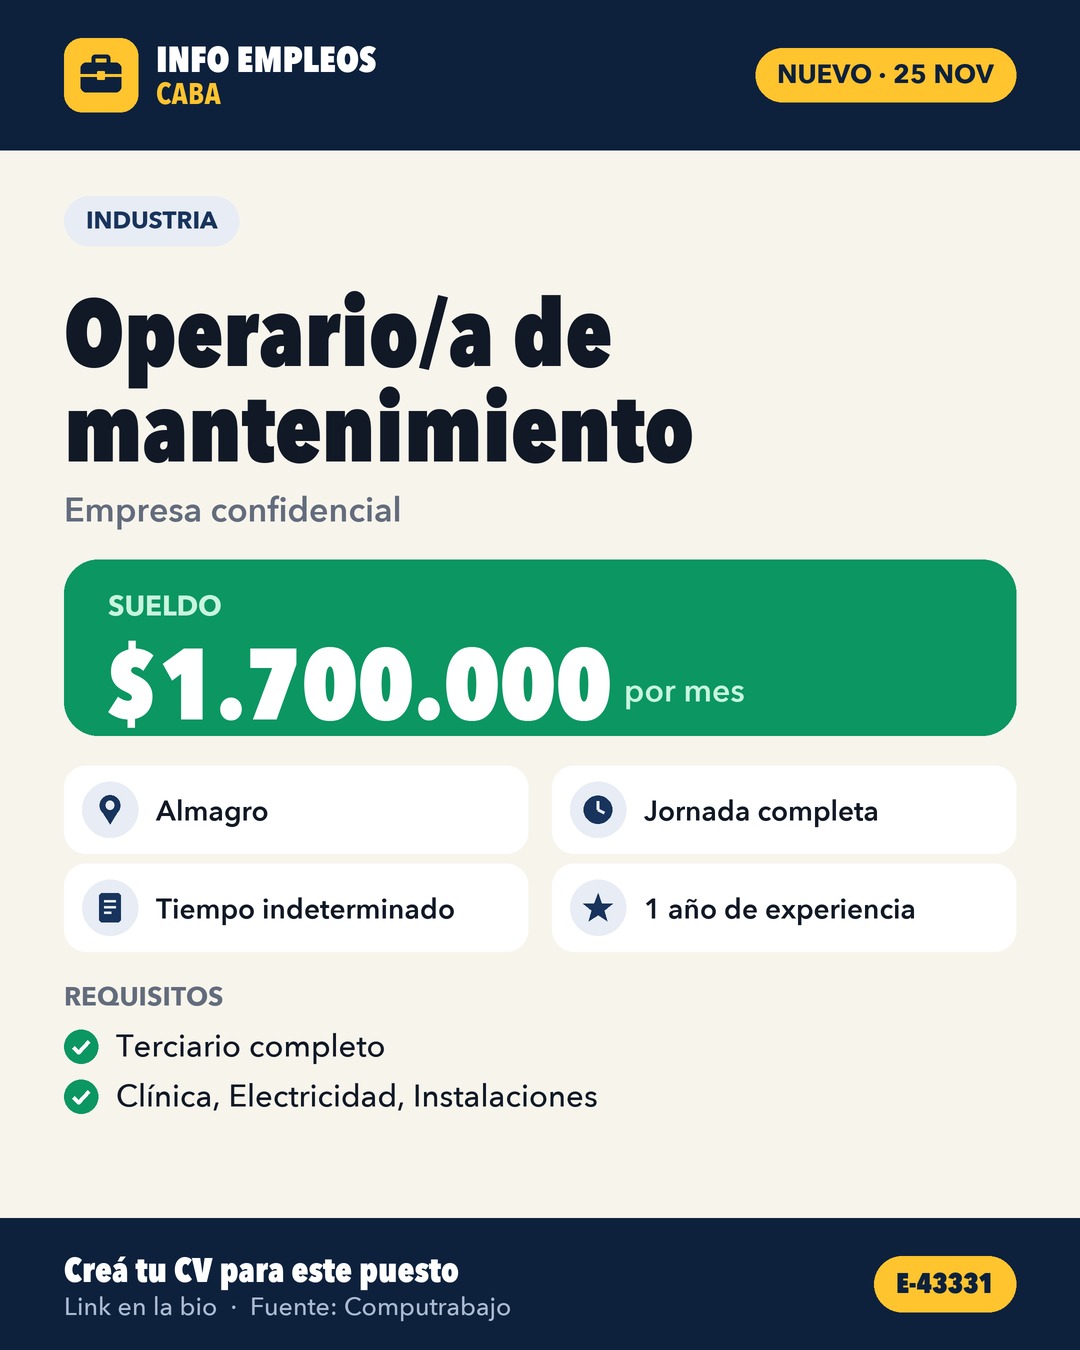 INFO EMPLEOS
CABA
NUEVO · 25 NOV
INDUSTRIA
Operario/a de
mantenimiento
Empresa confidencial
SUELDO
$1.700.000 por mes
Almagro
Jornada completa
Tiempo indeterminado
1 año de experiencia
REQUISITOS
Terciario completo
Clínica, Electricidad, Instalaciones
Creá tu CV para este puesto
Link en la bio · Fuente: Computrabajo
E-43331